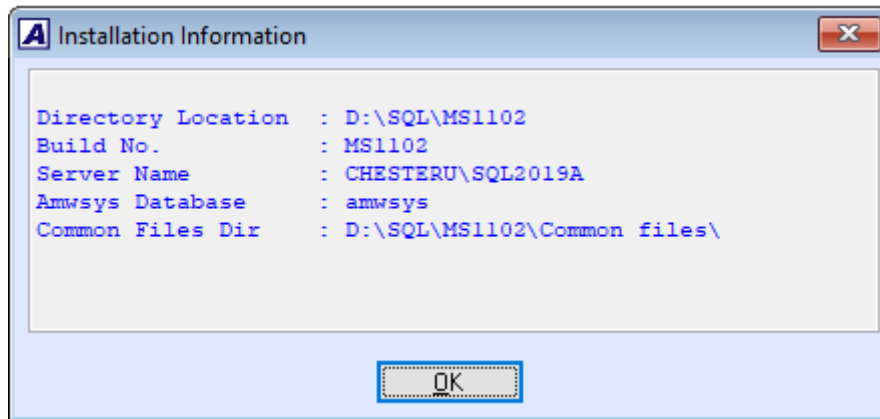 Installation Information
Directory Location : D:\SQL\MS1102
Build No. : MS1102
Server Name : CHESTERU\SQL2019A
Amwsys Database : amwsys
Common Files Dir : D:\SQL\MS1102\Common files\
OK